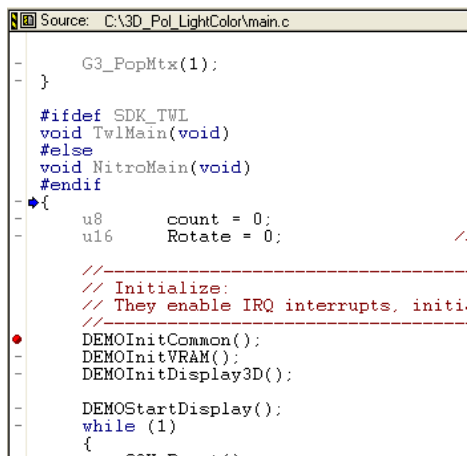 Source: C:\3D_Pol_LightColor\main.c
G3_PopMtx(1);
}
#ifdef SDK_TWL
void TwlMain(void)
#else
void NitroMain(void)
#endif
{
u8 count = 0;
u16 Rotate = 0; /
//
// Initialize:
// They enable IRQ interrupts, initia
//
DEMOInitCommon();
DEMOInitVRAM();
DEMOInitDisplay3D();
DEMOStartDisplay();
while (1)
{